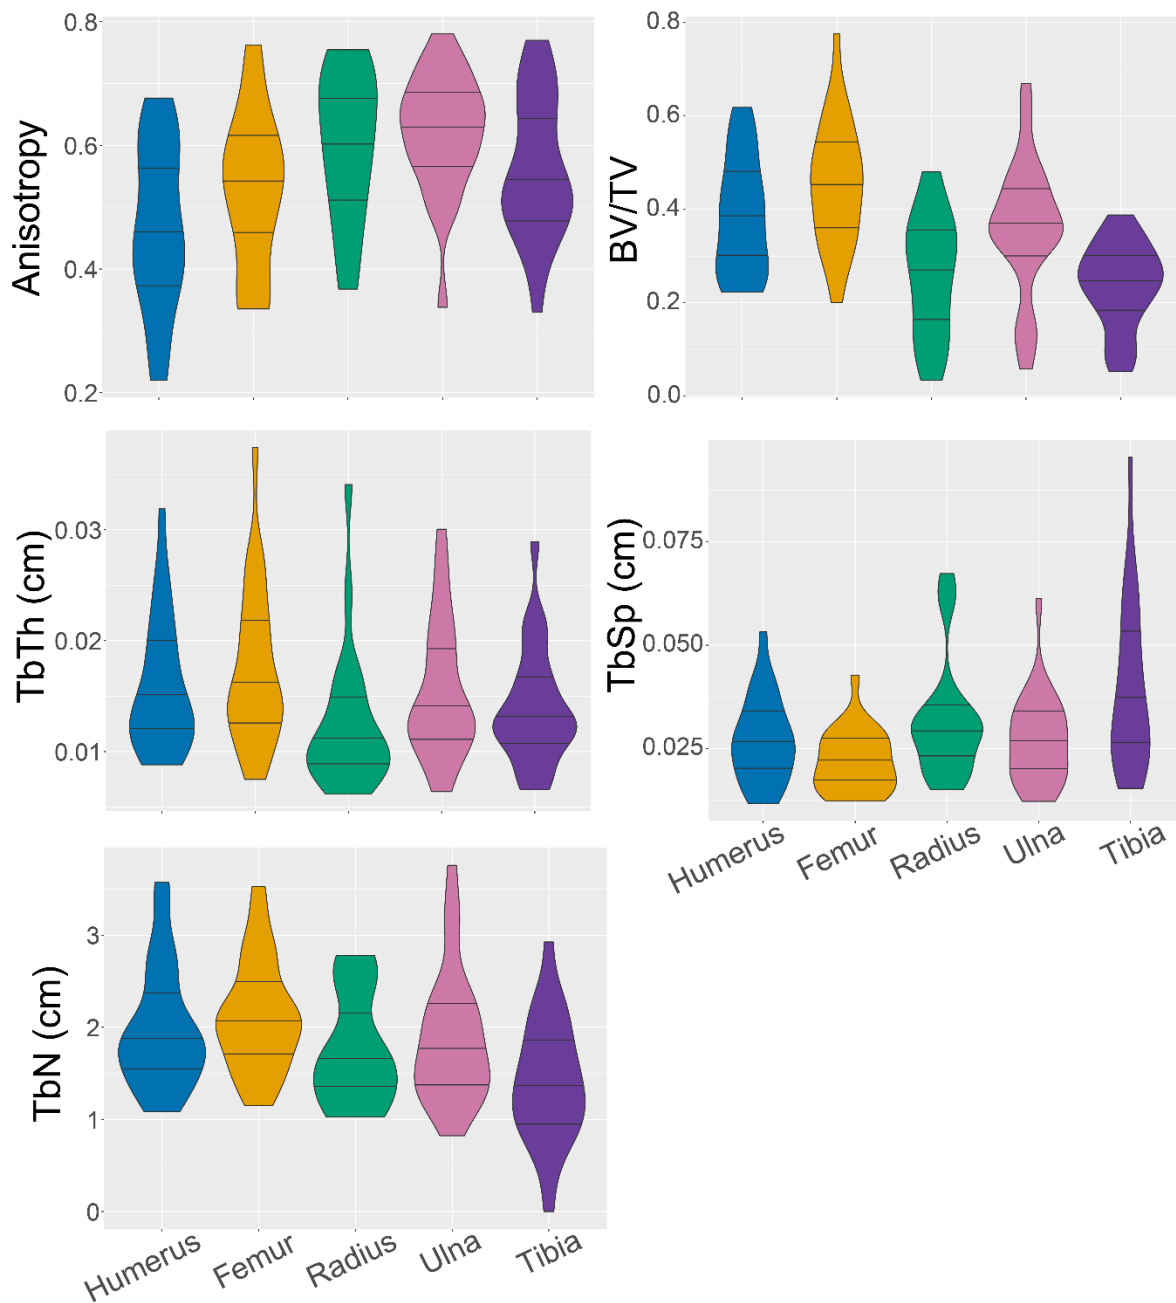 Anisotropy
0.8
0.6
0.4
0.2
BV/TV
0.8
0.6
0.4
0.2
0.0
TbTh (cm)
0.03
0.02
0.01
TbSp (cm)
0.075
0.050
0.025
Humerus Femur Radius Ulna Tibia
TbN (cm)
3
2
1
0
Humerus Femur Radius Ulna Tibia